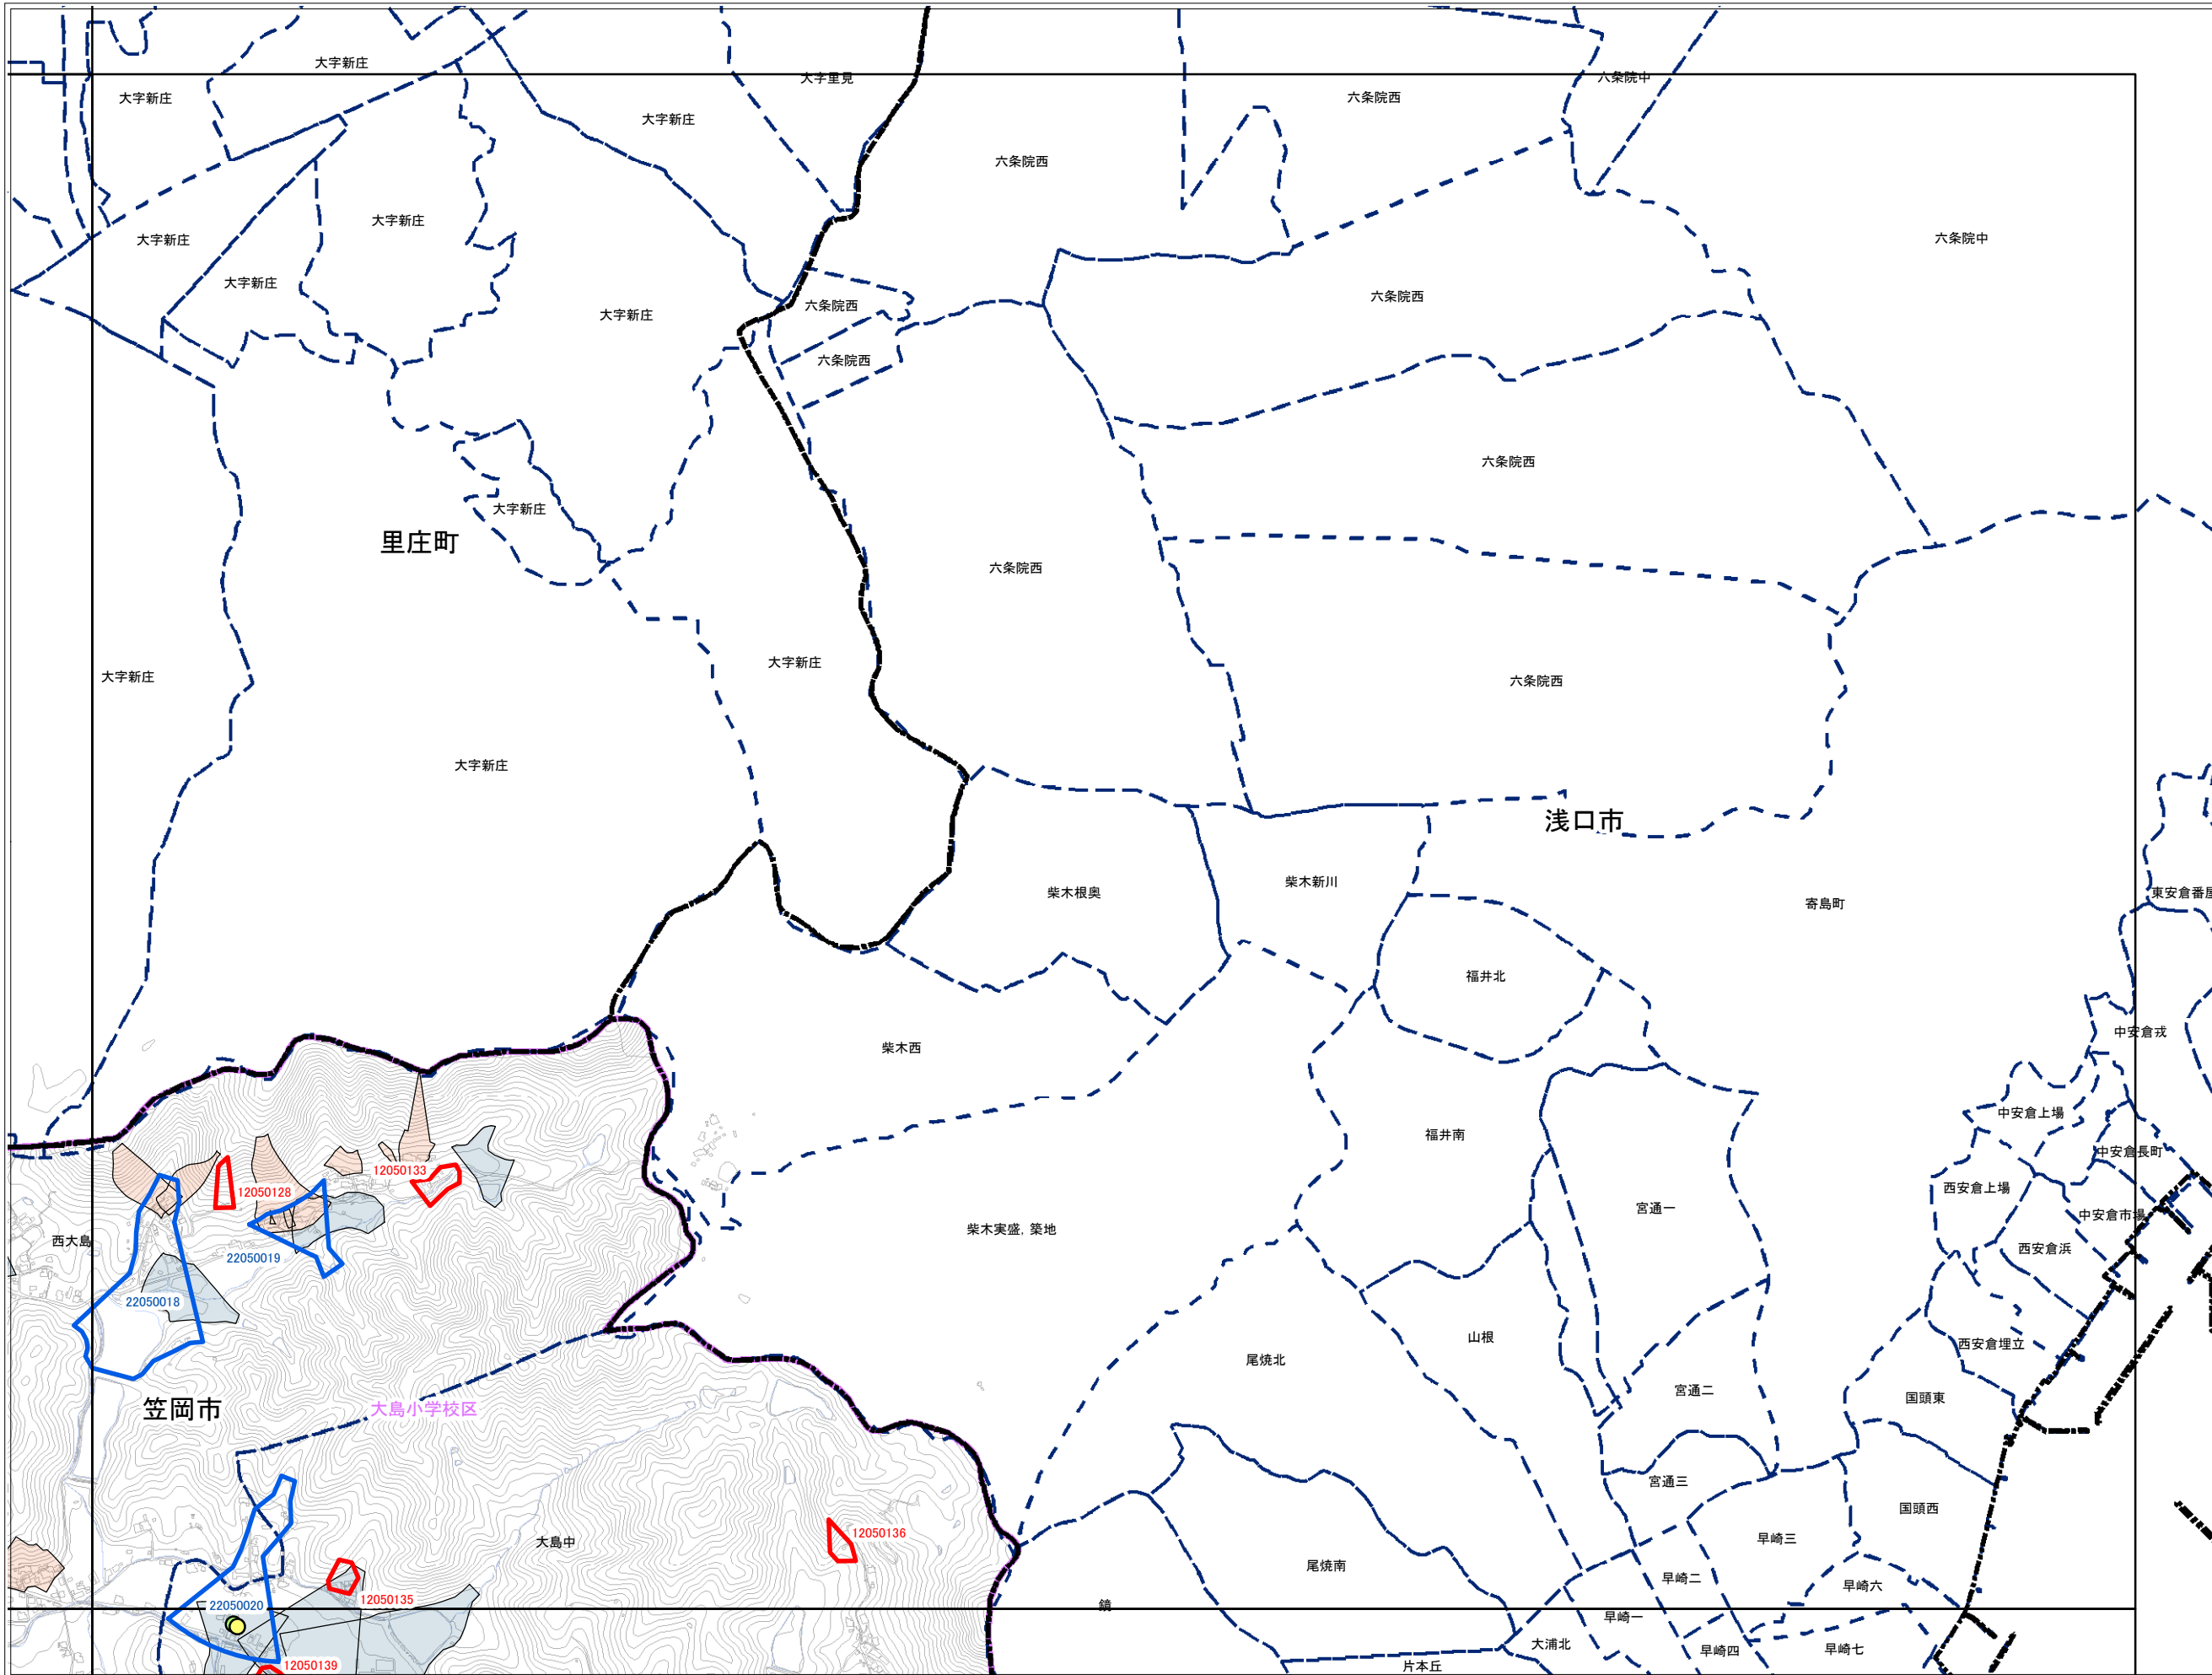 大字新庄
大字里見
六条院中
大字新庄
六条院西
大字新庄
六条院西
大字新庄
大字新庄
六条院中
大字新庄
六条院西
六条院西
大字新庄
六条院西
六条院西
大字新庄
里庄町
六条院西
大字新庄
大字新庄
六条院西
大字新庄
浅口市
柴木根奥
柴木新川
東安倉番屋
寄島町
福井北
中安倉戎
柴木西
中安倉上場
福井南
中安倉長町
12050133
12050128
西安倉上場
宮通一
中安倉市場
柴木実盛, 築地
西大島
西安倉浜
22050019
22050018
山根
西安倉埋立
尾焼北
宮通二
国頭東
笠岡市
大島小学校区
宮通三
国頭西
12050136
早崎三
大島中
尾焼南
早崎二
早崎六
12050135
22050020
鏡
早崎一
大浦北
早崎四
早崎七
12050139
片本丘